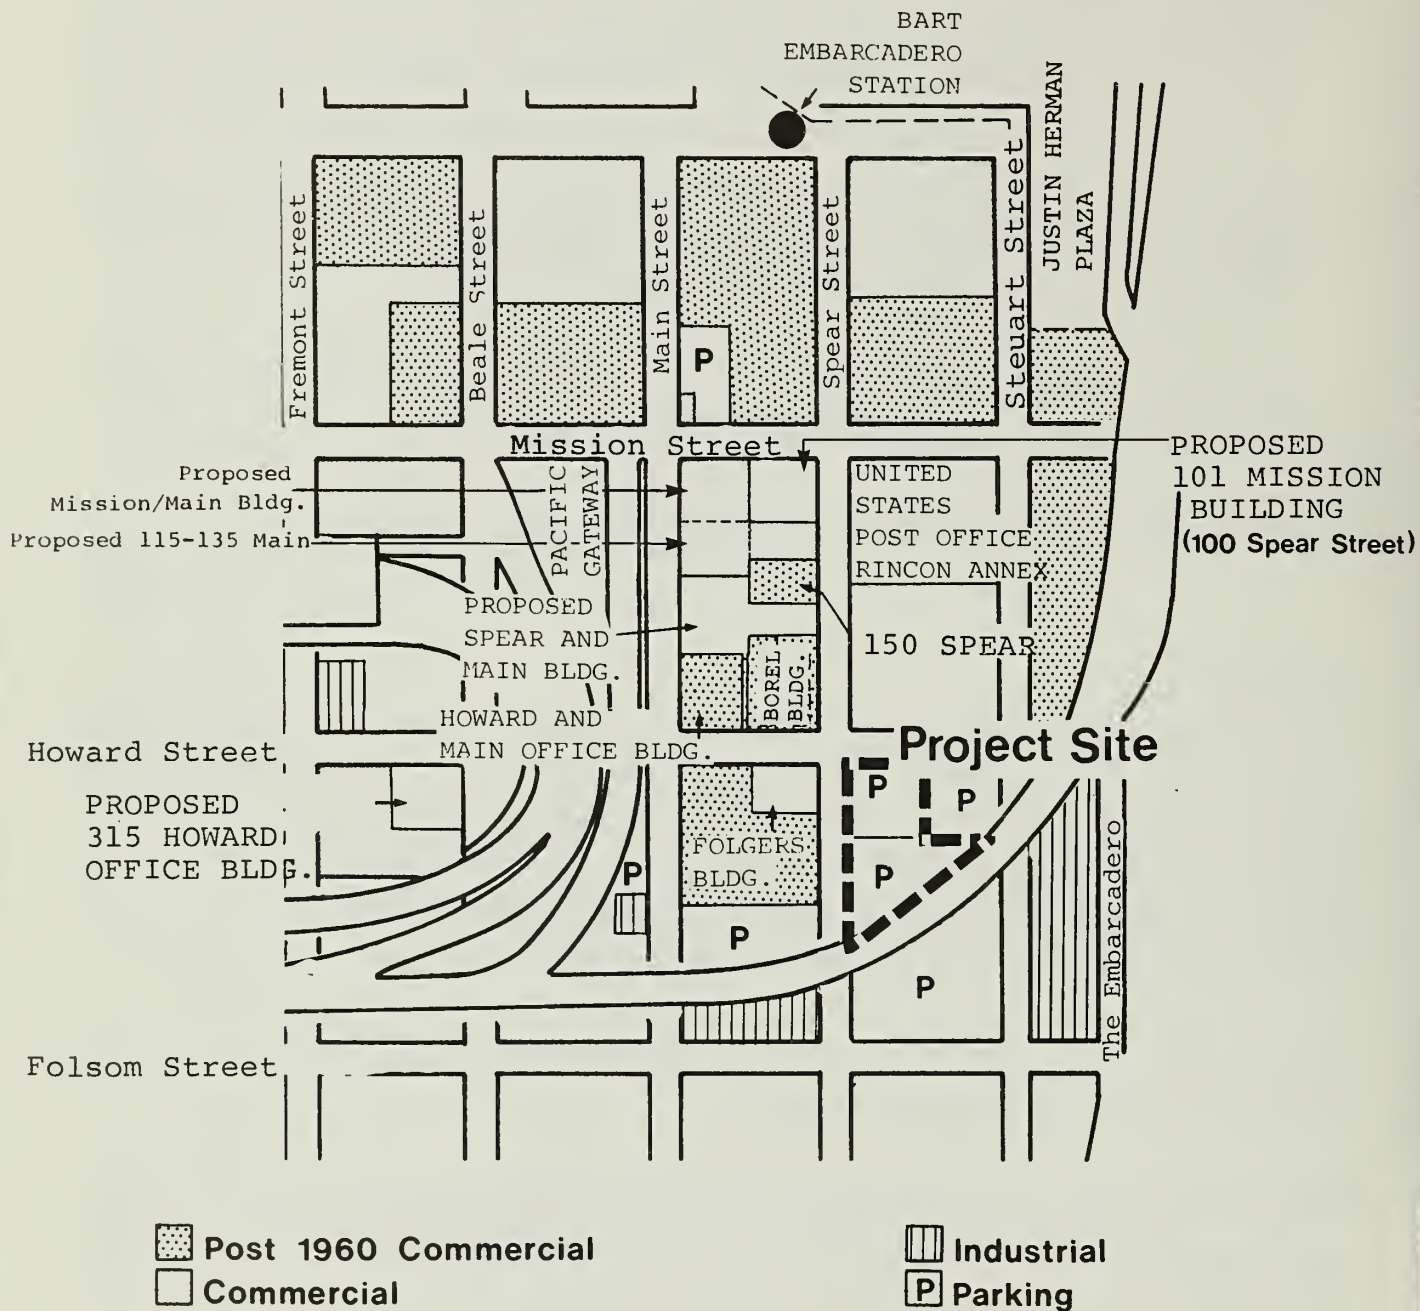 BART
EMBARCADERO
STATION
JUSTIN HERMAN
PLAZA
Fremont Street
Beale Street
Main Street
Spear Street
Steuart Street
P
Mission Street
Proposed
Mission/Main Bldg.
Proposed 115-135 Main
PACIFIC
GATEWAY
UNITED
STATES
POST OFFICE
RINCON ANNEX
PROPOSED
101 MISSION
BUILDING
(100 Spear Street)
PROPOSED
SPEAR AND
MAIN BLDG.
150 SPEAR
BOREL
BLDG.
HOWARD AND
MAIN OFFICE BLDG.
Howard Street
Project Site
PROPOSED
315 HOWARD
OFFICE BLDG.
P
P
FOLGERS
BLDG.
P
P
P
P
The Embarcadero
Folsom Street
Post 1960 Commercial
Commercial
Industrial
P Parking